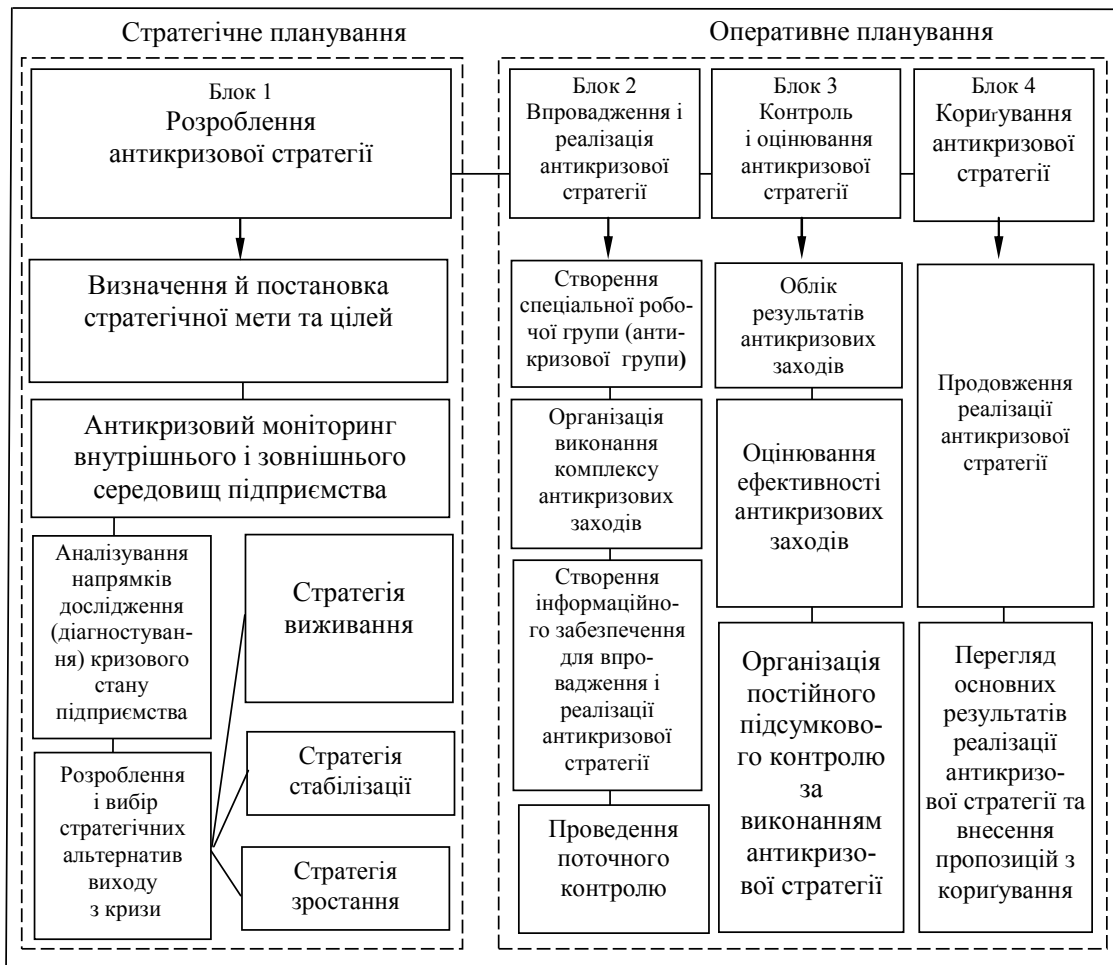 Стратегічне планування
Оперативне планування
Блок 1
Розроблення
антикризової стратегії
Блок 2
Впровадження і
реалізація
антикризової
стратегії
Блок 3
Контроль
і оцінювання
антикризової
стратегії
Блок 4
Кориґування
антикризової
стратегії
Визначення й постановка
стратегічної мети та цілей
Антикризовий моніторинг
внутрішнього і зовнішнього
середовищ підприємства
Аналізування
напрямків
дослідження
(діагностуван-
ня) кризового
стану
підприємства
Розроблення
і вибір
стратегічних
альтернатив
виходу
з кризи
Стратегія
виживання
Стратегія
стабілізації
Стратегія
зростання
Створення
спеціальної робо-
чої групи (анти-
кризової групи)
Організація
виконання
комплексу
антикризових
заходів
Створення
інформаційно-
го забезпечення
для впро-
вадження і
реалізації
антикризової
стратегії
Проведення
поточного
контролю
Облік
результатів
антикризових
заходів
Оцінювання
ефективності
антикризових
заходів
Організація
постійного
підсумково-
го контролю
за
виконанням
антикризо-
вої стратегії
Продовження
реалізації
антикризової
стратегії
Перегляд
основних
результатів
реалізації
антикризо-
вої стратегії та
внесення
пропозицій з
кориґування